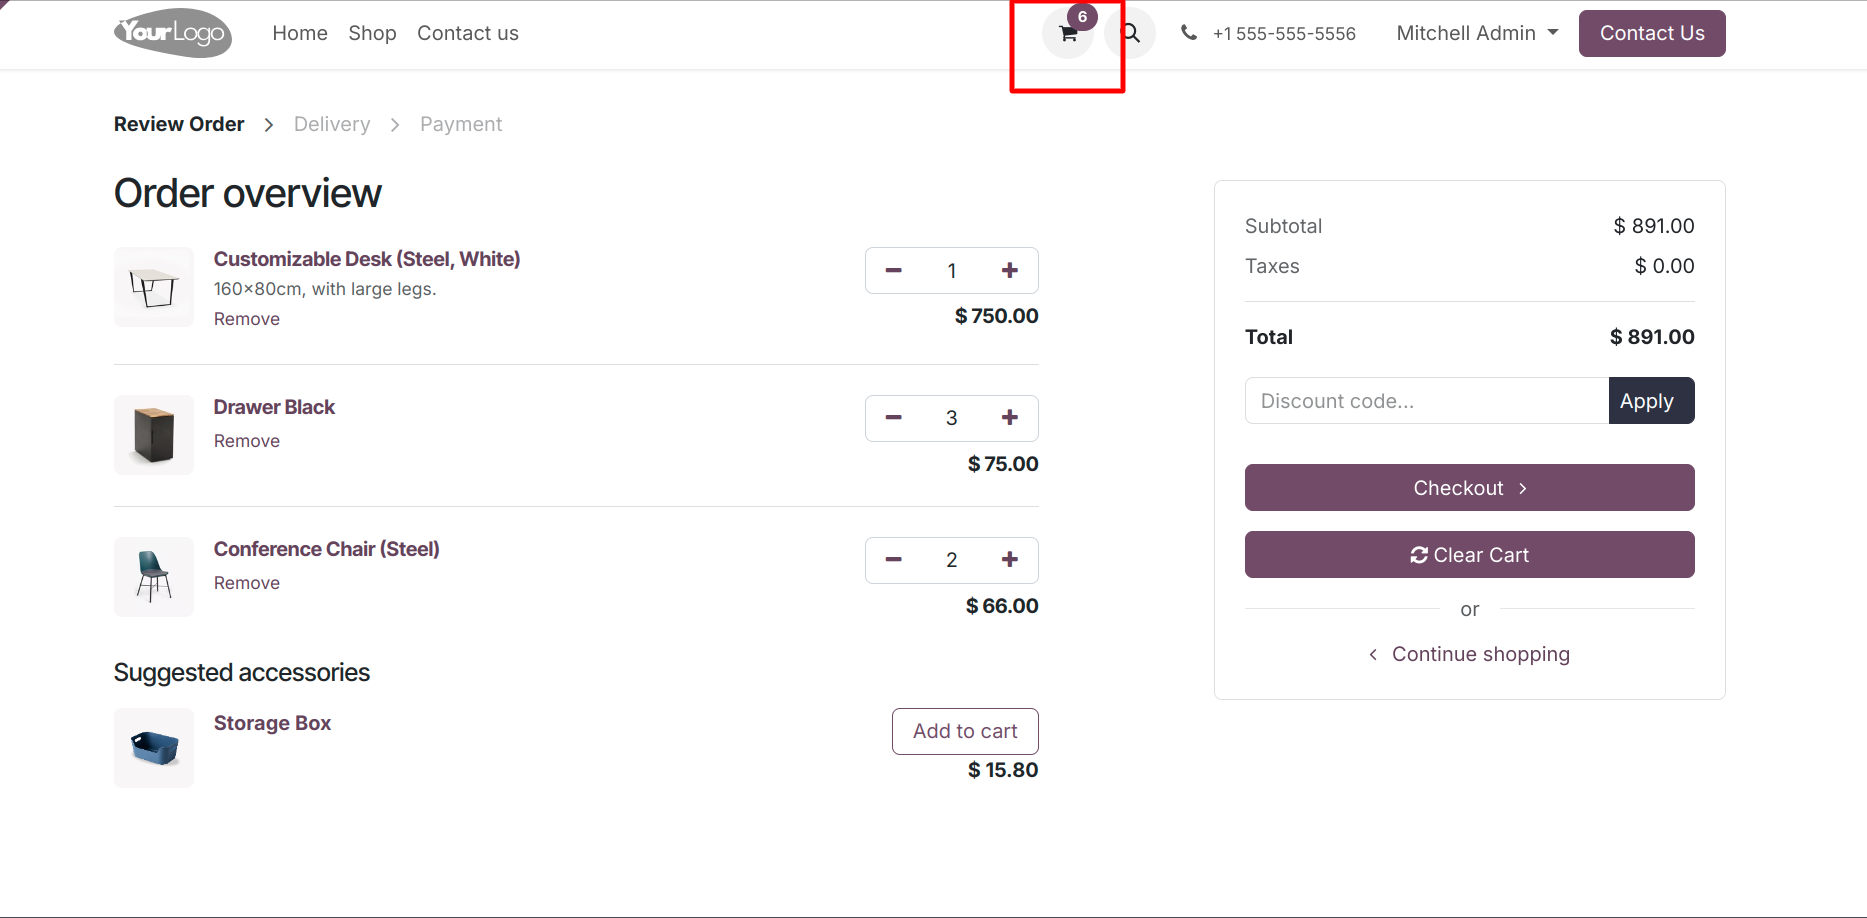 YourLogo
Home Shop Contact us
6
+1 555-555-5556
Mitchell Admin
Contact Us
Review Order Delivery Payment
Order overview
Customizable Desk (Steel, White)
160×80cm, with large legs.
Remove
1
$ 750.00
Drawer Black
Remove
3
$ 75.00
Conference Chair (Steel)
Remove
2
$ 66.00
Suggested accessories
Storage Box
Add to cart
$ 15.80
Subtotal $ 891.00
Taxes $ 0.00
Total $ 891.00
Discount code... Apply
Checkout
Clear Cart
or
Continue shopping